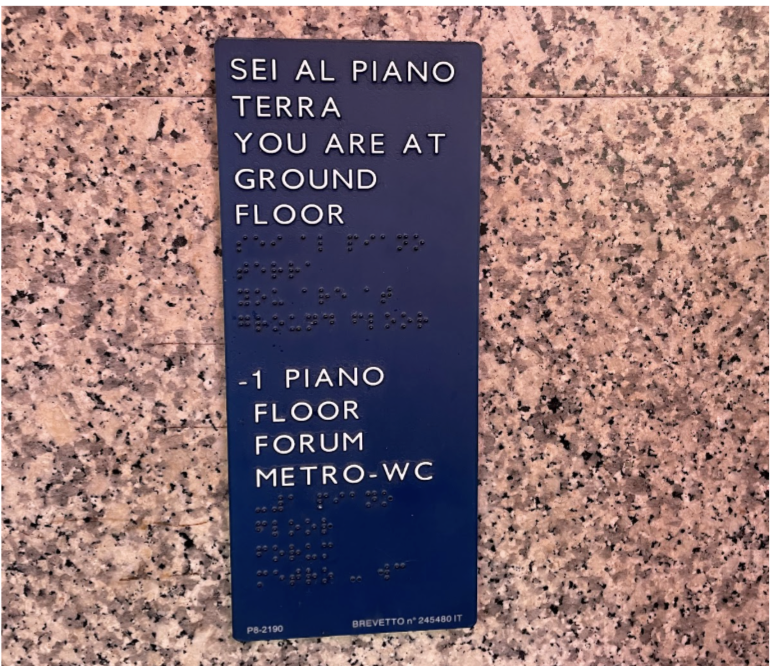 SEI AL PIANO
TERRA
YOU ARE AT
GROUND
FLOOR
-1 PIANO
FLOOR
FORUM
METRO-WC
P8-2190
BREVETTO n° 245480 IT